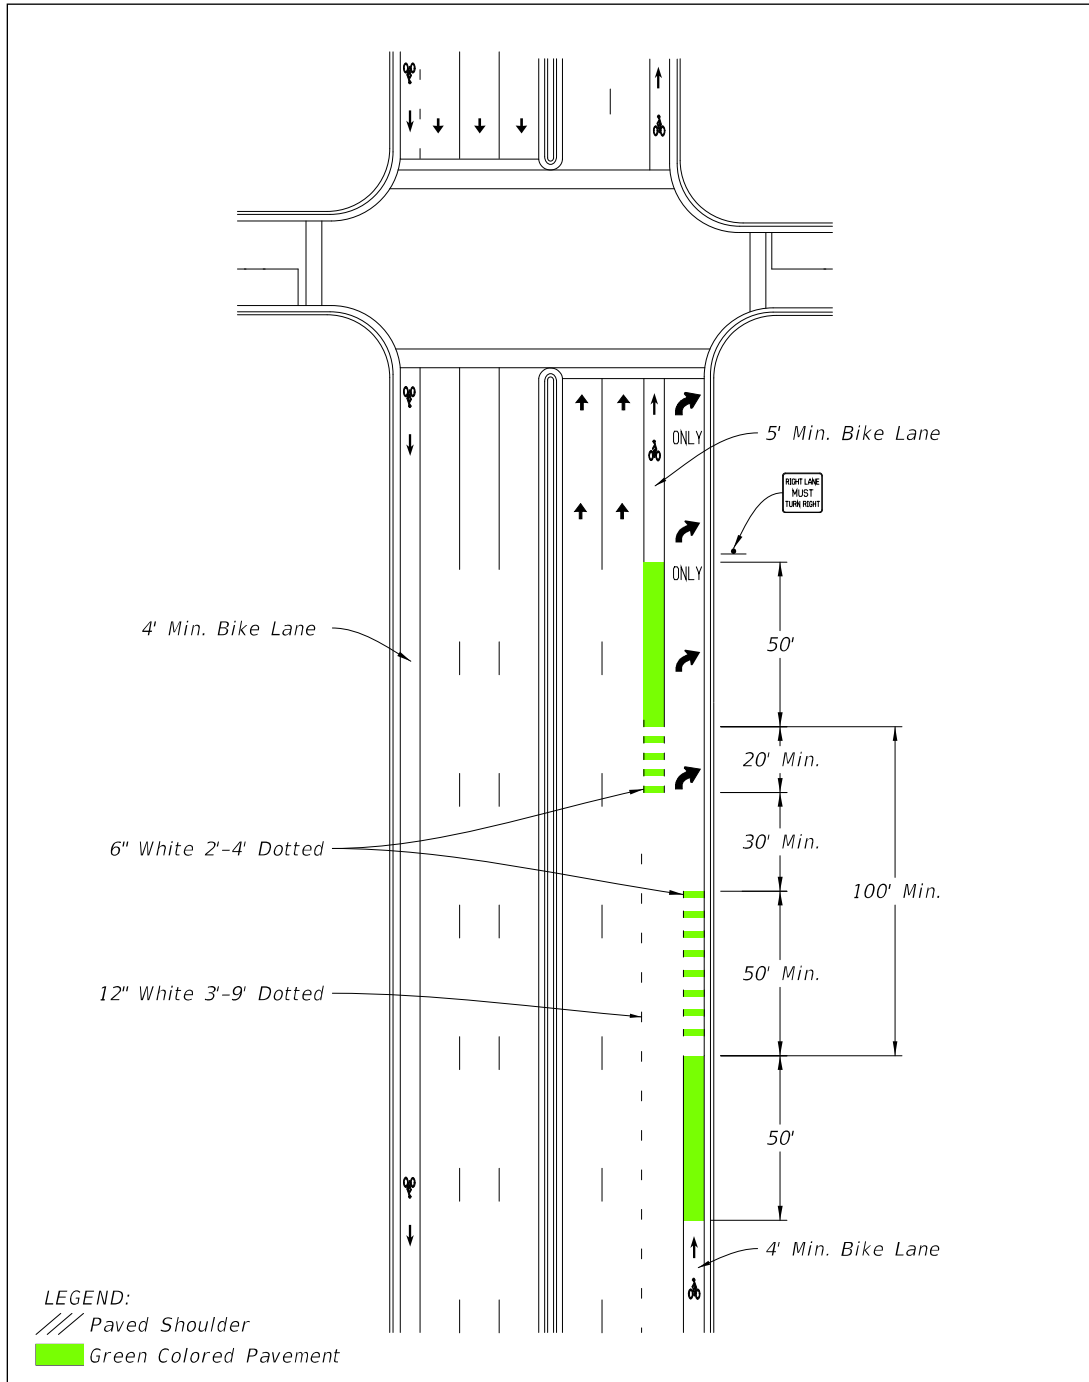 ONLY
5' Min. Bike Lane
RIGHT LANE
MUST
TURN RIGHT
ONLY
4' Min. Bike Lane
50'
20' Min.
6" White 2'-4' Dotted
30' Min.
100' Min.
50' Min.
12" White 3'-9' Dotted
50'
4' Min. Bike Lane
LEGEND:
Paved Shoulder
Green Colored Pavement